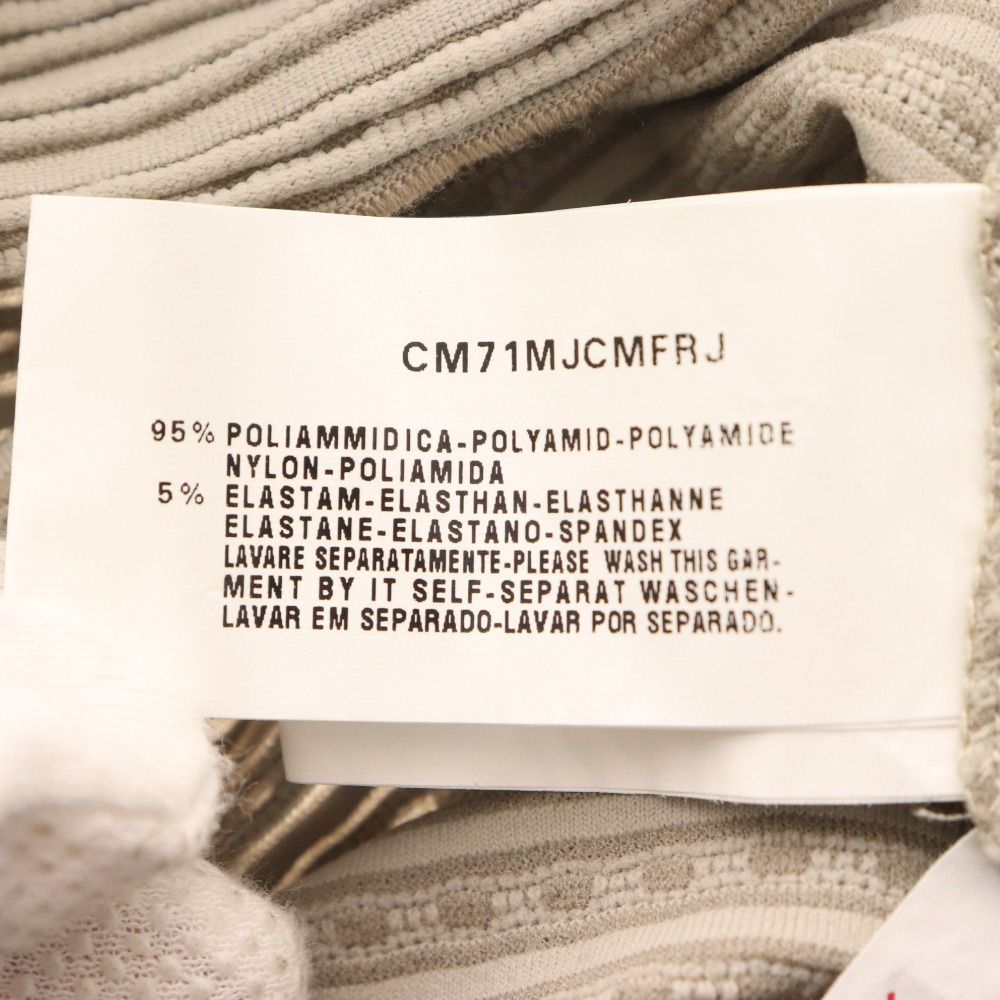 CM71MJCMFRJ
95% POLIAMMIDICA-POLYAMID-POLYAMIDE
NYLON-POLIAMIDA
5% ELASTAM-ELASTHAN-ELASTHANNE
ELASTANE-ELASTANO-SPANDEX
LAVARE SEPARATAMENTE-PLEASE WASH THIS GAR-
MENT BY IT SELF-SEPARAT WASCHEN-
LAVAR EM SEPARADO-LAVAR POR SEPARADO.